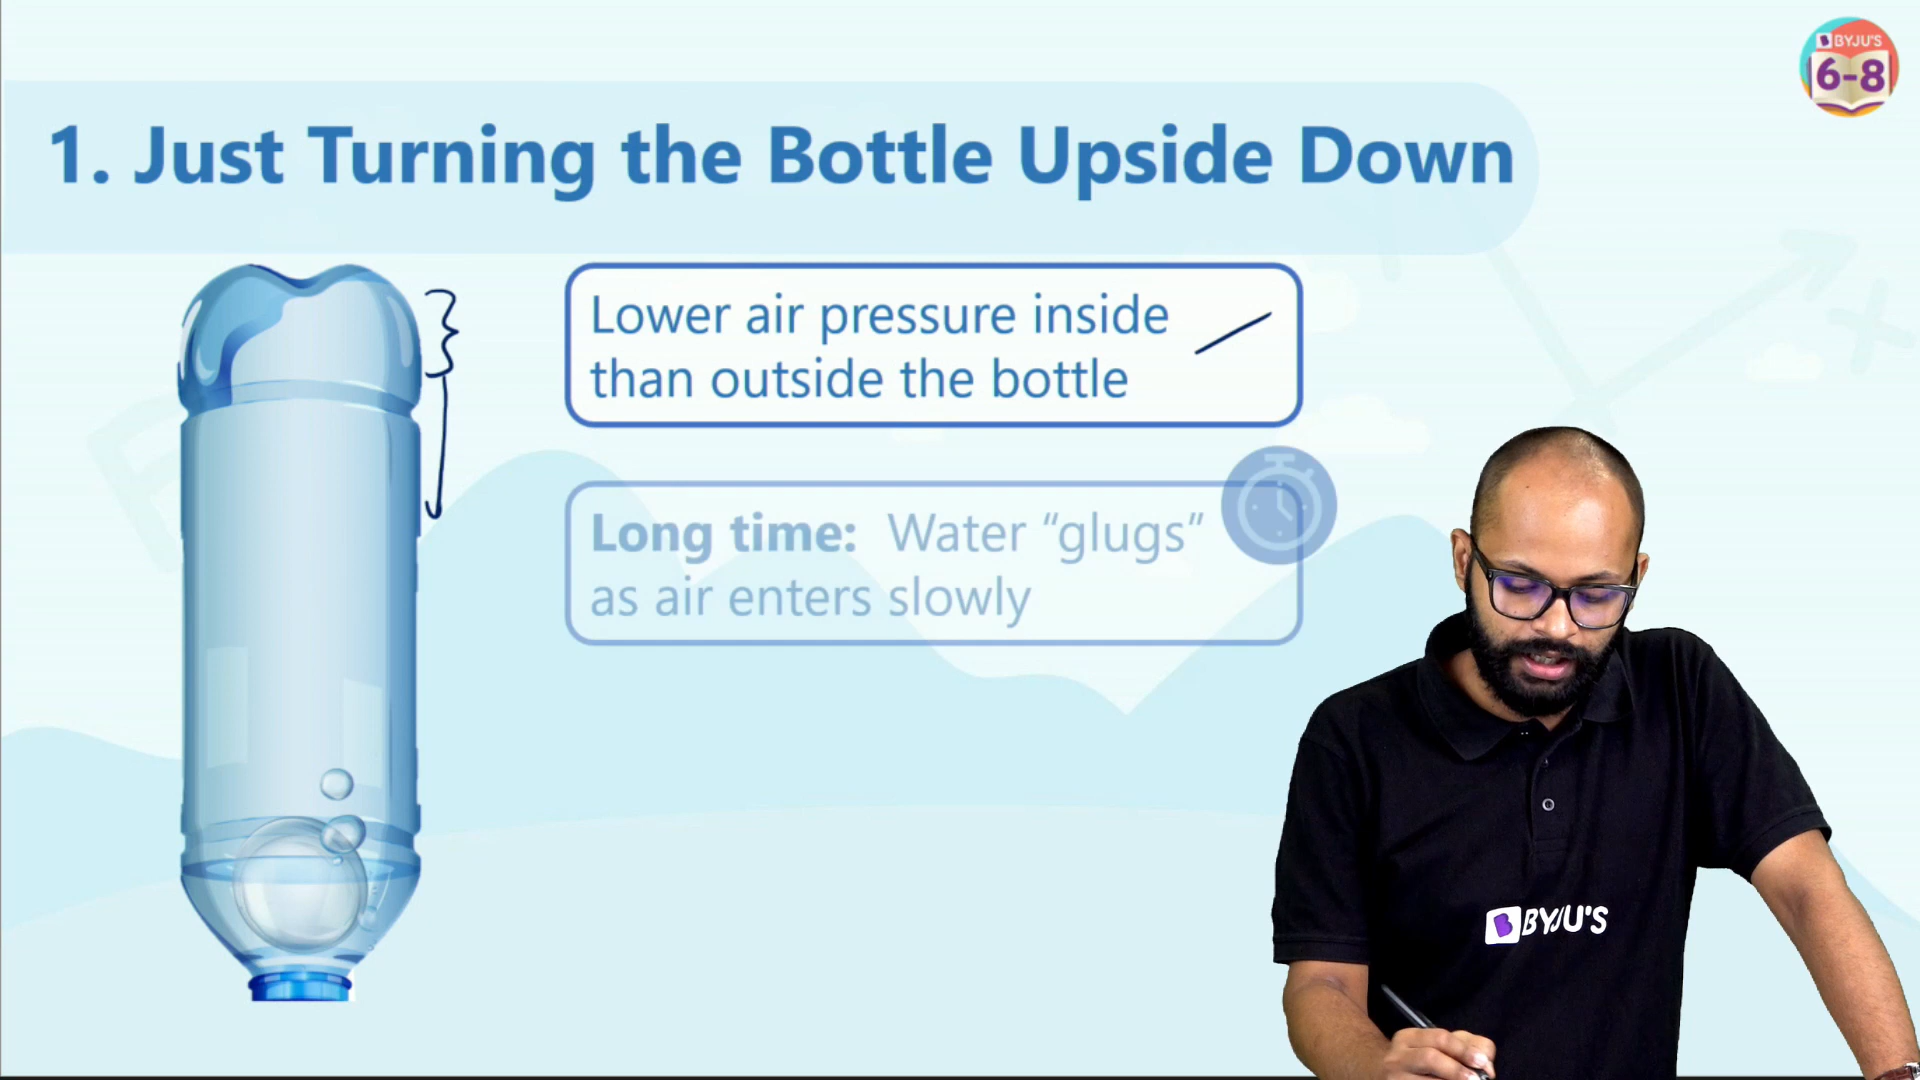 BYJU'S
6-8
1. Just Turning the Bottle Upside Down
Lower air pressure inside
than outside the bottle
Long time: Water “glugs”
as air enters slowly
BYJU'S